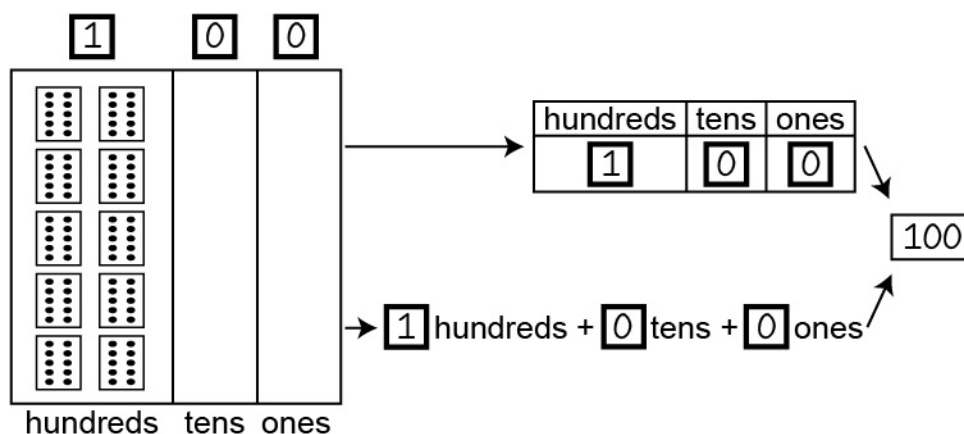 1 0 0
hundreds tens ones
hundreds tens ones
1 0 0
100
1 hundreds + 0 tens + 0 ones